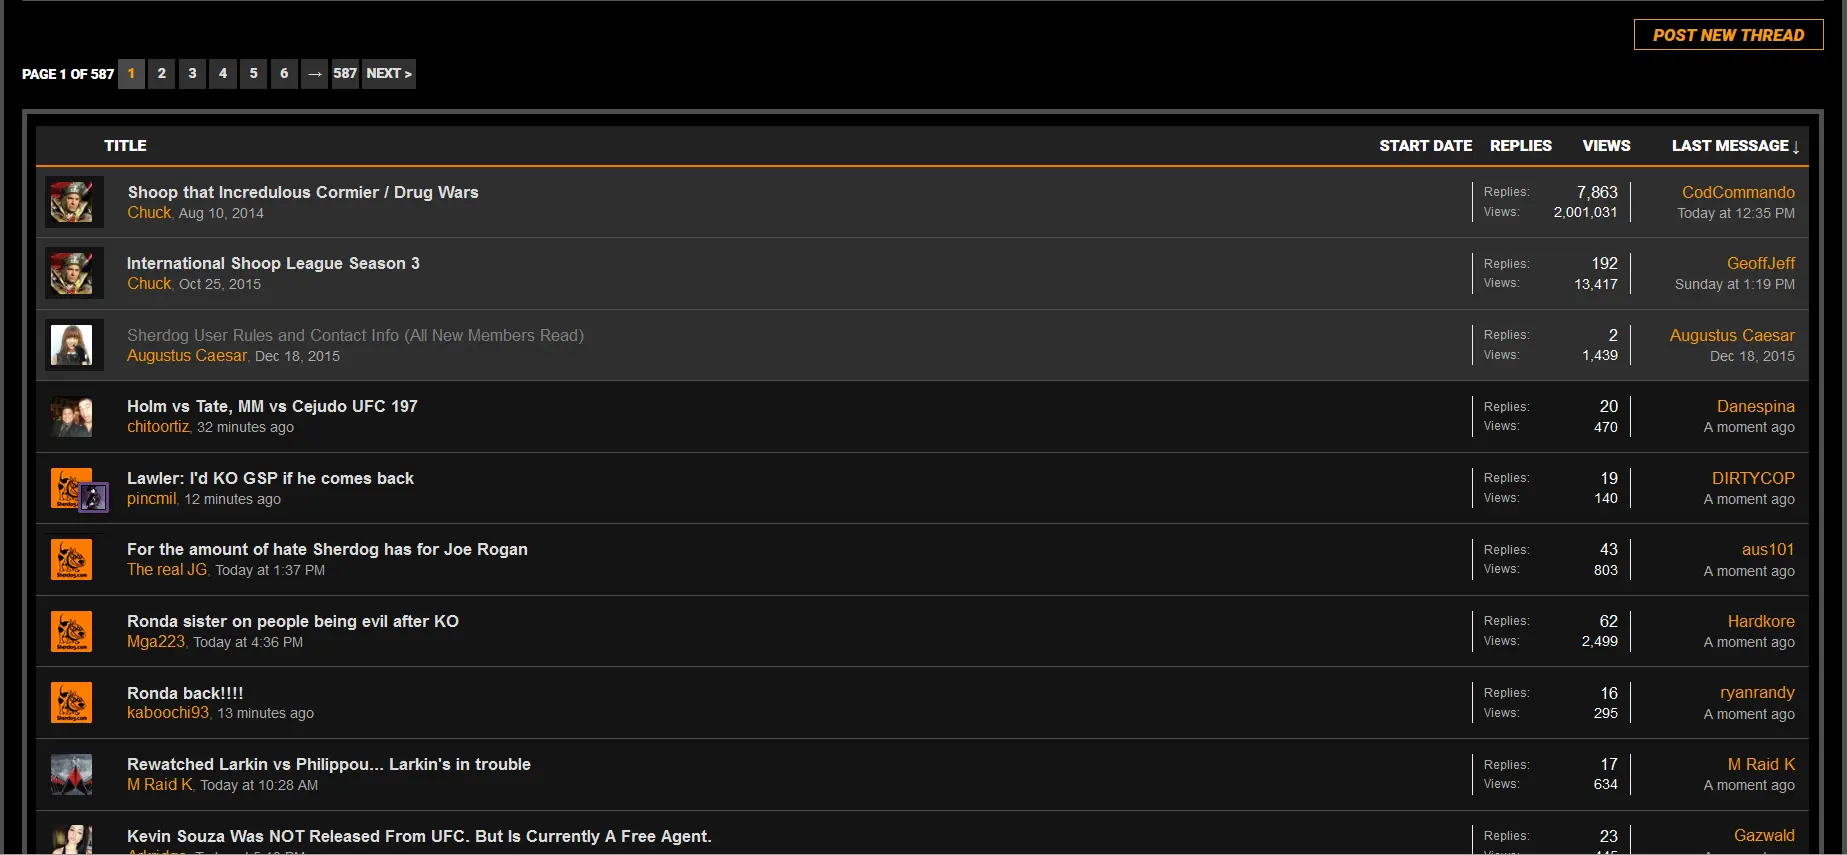 POST NEW THREAD
PAGE 1 OF 587 1 2 3 4 5 6 → 587 NEXT >
TITLE START DATE REPLIES VIEWS LAST MESSAGE ↓
Shoop that Incredulous Cormier / Drug Wars Replies: 7,863 CodCommando
Chuck, Aug 10, 2014 Views: 2,001,031 Today at 12:35 PM
International Shoop League Season 3 Replies: 192 GeoffJeff
Chuck, Oct 25, 2015 Views: 13,417 Sunday at 1:19 PM
Sherdog User Rules and Contact Info (All New Members Read) Replies: 2 Augustus Caesar
Augustus Caesar, Dec 18, 2015 Views: 1,439 Dec 18, 2015
Holm vs Tate, MM vs Cejudo UFC 197 Replies: 20 Danespina
chitoortiz, 32 minutes ago Views: 470 A moment ago
Lawler: I'd KO GSP if he comes back Replies: 19 DIRTYCOP
pincmil, 12 minutes ago Views: 140 A moment ago
For the amount of hate Sherdog has for Joe Rogan Replies: 43 aus101
The real JG, Today at 1:37 PM Views: 803 A moment ago
Ronda sister on people being evil after KO Replies: 62 Hardkore
Mga223, Today at 4:36 PM Views: 2,499 A moment ago
Ronda back!!!! Replies: 16 ryanrandy
kaboochi93, 13 minutes ago Views: 295 A moment ago
Rewatched Larkin vs Philippou... Larkin's in trouble Replies: 17 M Raid K
M Raid K, Today at 10:28 AM Views: 634 A moment ago
Kevin Souza Was NOT Released From UFC. But Is Currently A Free Agent. Replies: 23 Gazwald